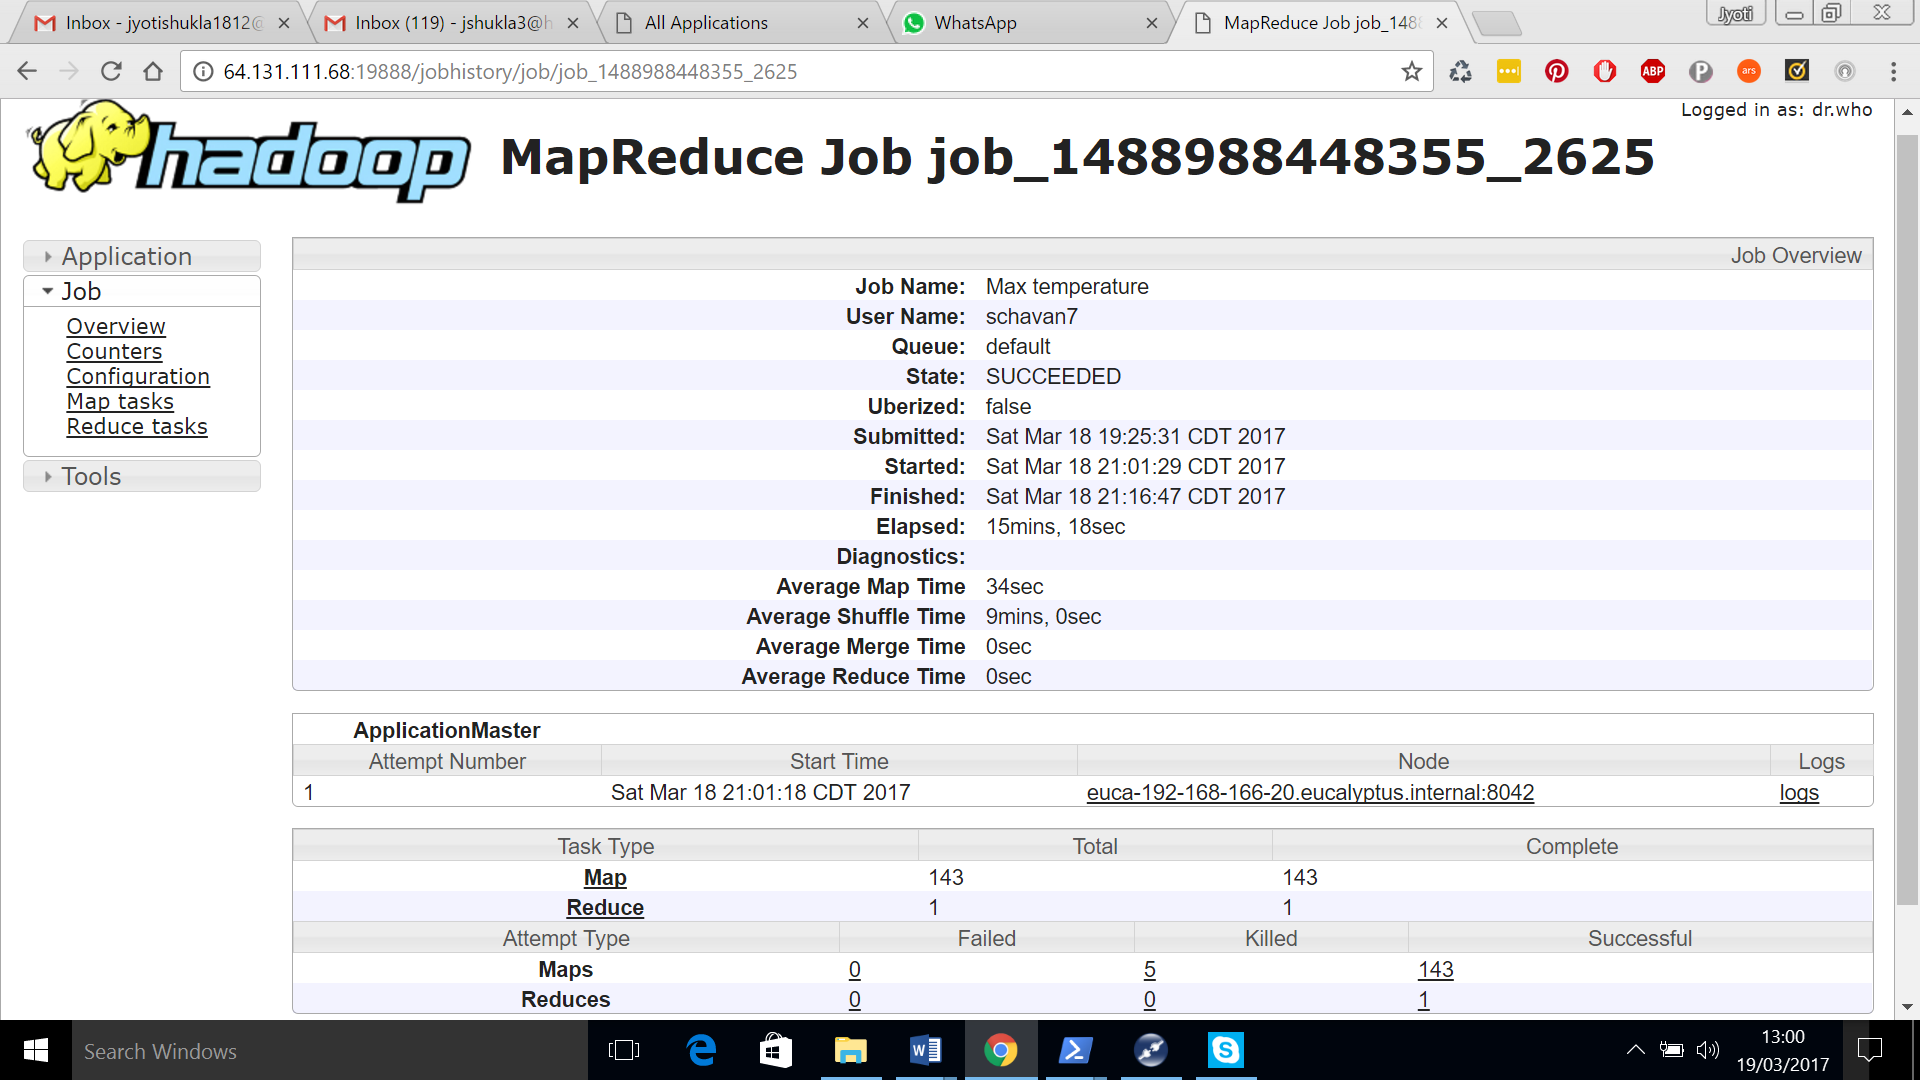 Inbox - jyotishukla1812@
Inbox (119) - jshukla3@h
All Applications
WhatsApp
MapReduce Job job_148
Jyoti
64.131.111.68:19888/jobhistory/job/job_1488988448355_2625
ABP
P
ars
Logged in as: dr.who
hadoop
MapReduce Job job_1488988448355_2625
Application
Job
Overview
Counters
Configuration
Map tasks
Reduce tasks
Tools
Job Overview
Job Name: Max temperature
User Name: schavan7
Queue: default
State: SUCCEEDED
Uberized: false
Submitted: Sat Mar 18 19:25:31 CDT 2017
Started: Sat Mar 18 21:01:29 CDT 2017
Finished: Sat Mar 18 21:16:47 CDT 2017
Elapsed: 15mins, 18sec
Diagnostics:
Average Map Time 34sec
Average Shuffle Time 9mins, 0sec
Average Merge Time 0sec
Average Reduce Time 0sec
ApplicationMaster
Attempt Number Start Time Node Logs
1 Sat Mar 18 21:01:18 CDT 2017 euca-192-168-166-20.eucalyptus.internal:8042 logs
Task Type Total Complete
Map 143 143
Reduce 1 1
Attempt Type Failed Killed Successful
Maps 0 5 143
Reduces 0 0 1
Search Windows
13:00
19/03/2017